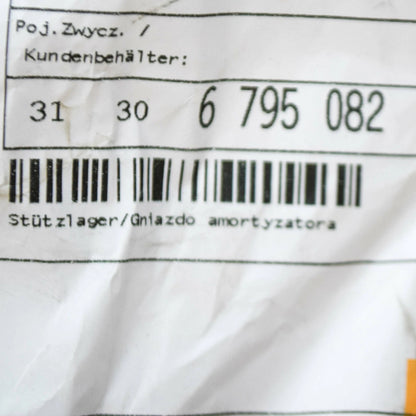 Poj.Zwycz. /
Kundenbehälter:
31 30 6 795 082
Stützlager/Gniazdo amortyzatora